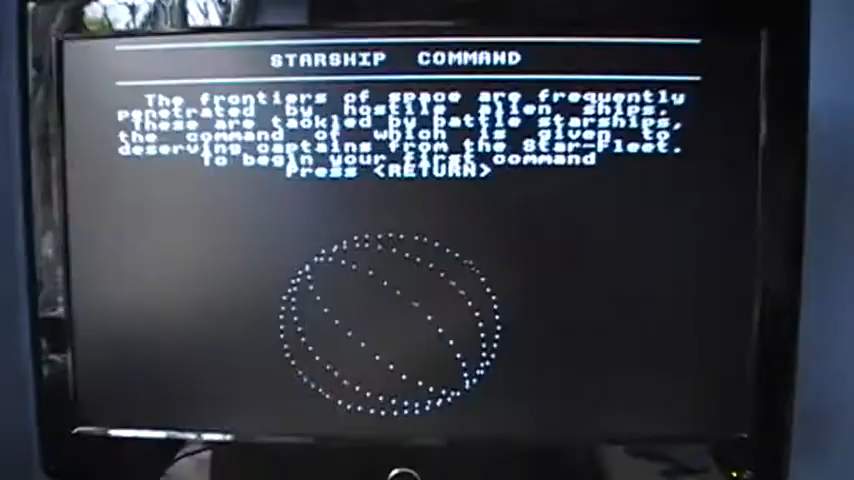 STARSHIP COMMAND
The frontiers of space are frequently
penetrated by hostile alien ships.
These are tackled by battle starships,
the command of which is given to
deserving captains from the Star-Fleet.
To begin your first command
Press <RETURN>